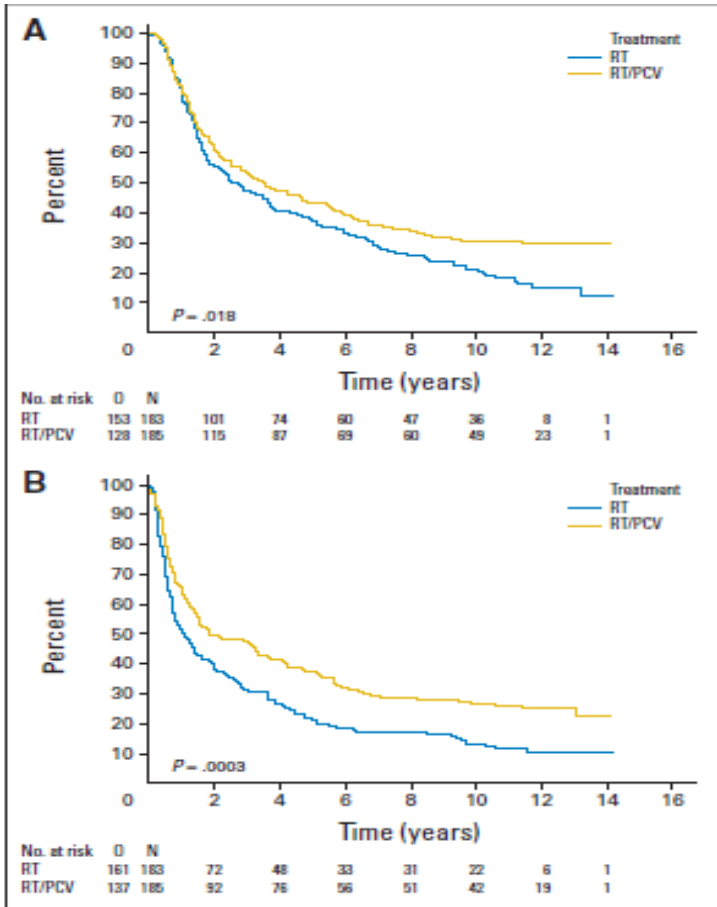 A
Treatment
RT
RT/PCV
100
90
80
70
60
50
40
30
20
10
Percent
P = .018
0 2 4 6 8 10 12 14 16
Time (years)
No. at risk O N
RT 153 183 101 74 60 47 36 8 1
RT/PCV 128 185 115 87 69 60 49 23 1
B
Treatment
RT
RT/PCV
100
90
80
70
60
50
40
30
20
10
Percent
P = .0003
0 2 4 6 8 10 12 14 16
Time (years)
No. at risk O N
RT 161 183 72 48 33 31 22 6 1
RT/PCV 137 185 92 76 56 51 42 19 1